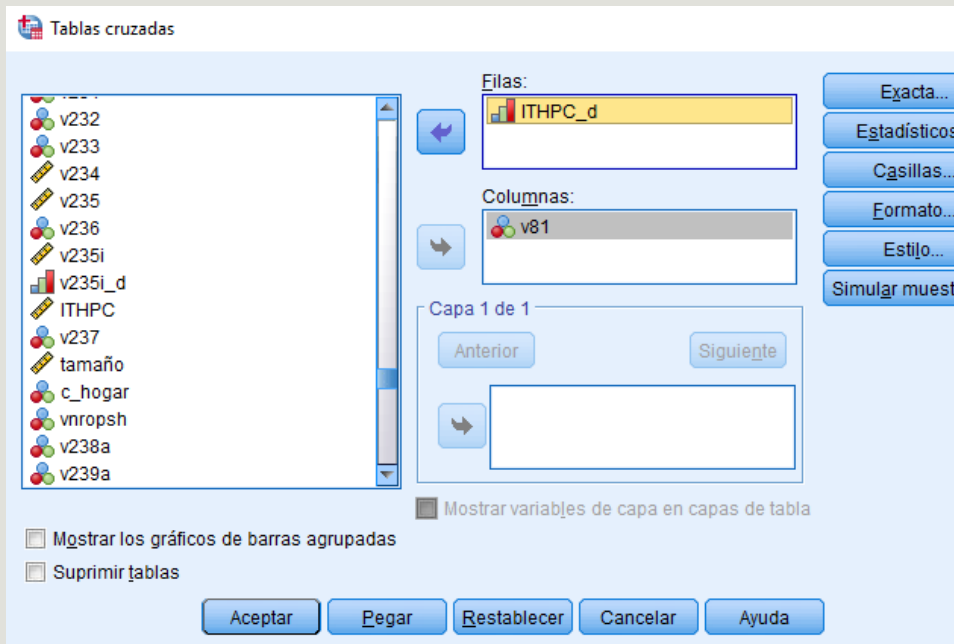 Tablas cruzadas
v232
v233
v234
v235
v236
v235i
v235i_d
ITHPC
v237
tamaño
c_hogar
vnropsh
v238a
v239a
Filas:
ITHPC_d
Columnas:
v81
Capa 1 de 1
Anterior
Siguiente
Mostrar variables de capa en capas de tabla
Exacta...
Estadísticos
Casillas...
Formato...
Estilo...
Simular muest
Mostrar los gráficos de barras agrupadas
Suprimir tablas
Aceptar
Pegar
Restablecer
Cancelar
Ayuda